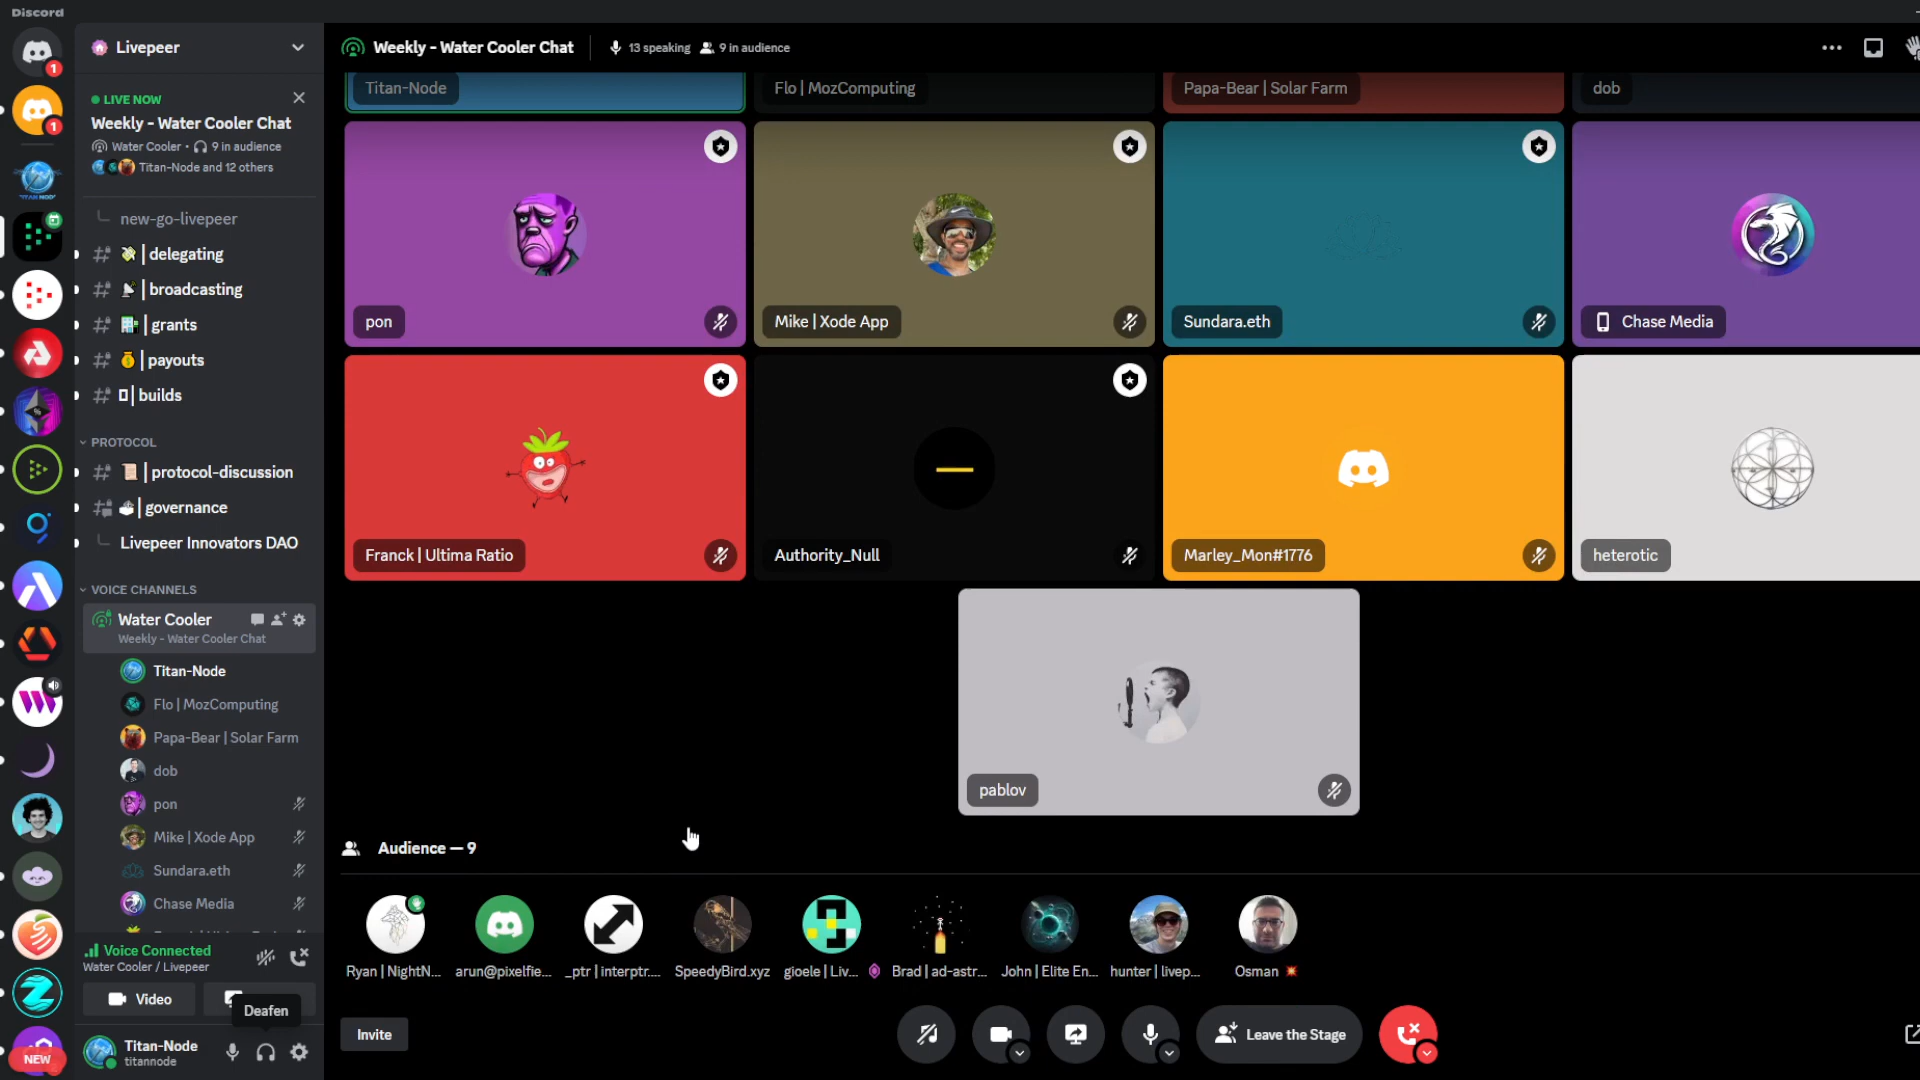 Discord
Livepeer
LIVE NOW
Weekly - Water Cooler Chat
Water Cooler • 9 in audience
Titan-Node and 12 others
new-go-livepeer
delegating
broadcasting
grants
payouts
builds
PROTOCOL
protocol-discussion
governance
Livepeer Innovators DAO
VOICE CHANNELS
Water Cooler
Weekly - Water Cooler Chat
Titan-Node
Flo | MozComputing
Papa-Bear | Solar Farm
dob
pon
Mike | Xode App
Sundara.eth
Chase Media
Voice Connected
Water Cooler / Livepeer
Video
Deafen
Titan-Node
titannode
1
1
NEW
Weekly - Water Cooler Chat
13 speaking
9 in audience
Titan-Node
Flo | MozComputing
Papa-Bear | Solar Farm
dob
pon
Mike | Xode App
Sundara.eth
Chase Media
Franck | Ultima Ratio
Authority_Null
Marley_Mon#1776
heterotic
pablov
Audience — 9
Ryan | NightN...
arun@pixelfie...
_ptr | interptr....
SpeedyBird.xyz
gioele | Liv...
Brad | ad-astr...
John | Elite En...
hunter | livep...
Osman
Invite
Leave the Stage